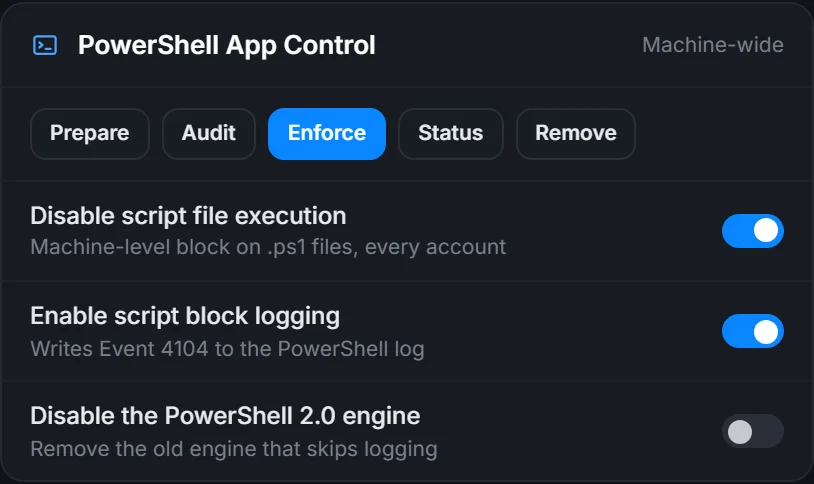 PowerShell App Control
Machine-wide
Prepare
Audit
Enforce
Status
Remove
Disable script file execution
Machine-level block on .ps1 files, every account
Enable script block logging
Writes Event 4104 to the PowerShell log
Disable the PowerShell 2.0 engine
Remove the old engine that skips logging